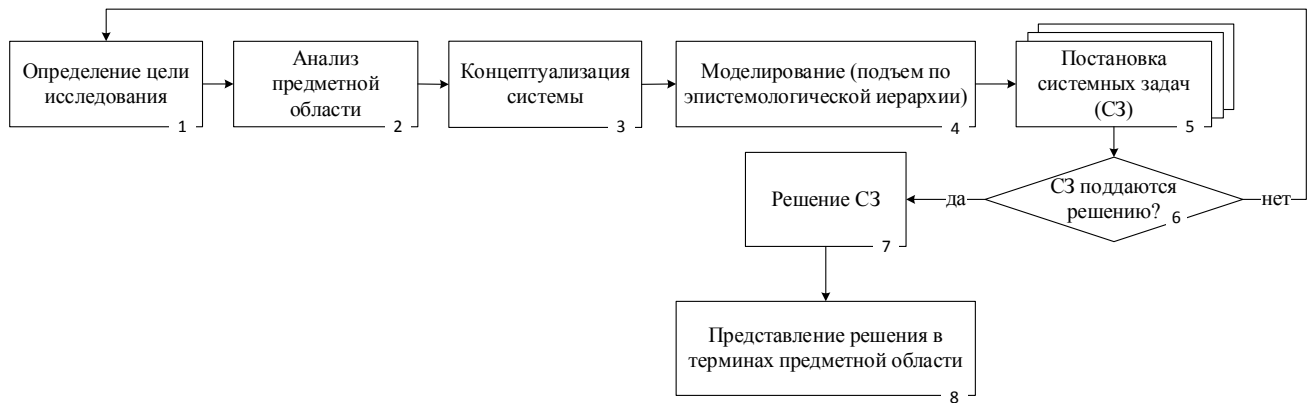 Определение цели
исследования
1
Анализ
предметной
области
2
Концептуализация
системы
3
Моделирование (подъем по
эпистемологической иерархии)
4
Постановка
системных задач
(СЗ)
5
СЗ поддаются
решению?
6
да
нет
Решение СЗ
7
Представление решения в
терминах предметной области
8